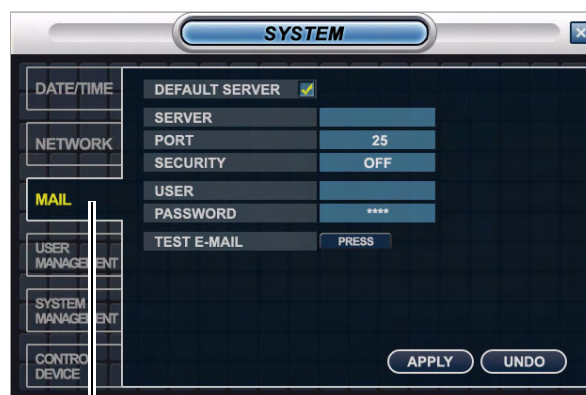 SYSTEM
DATE/TIME
NETWORK
MAIL
USER
MANAGEMENT
SYSTEM
MANAGEMENT
CONTROL
DEVICE
DEFAULT SERVER
SERVER
PORT 25
SECURITY OFF
USER
PASSWORD ****
TEST E-MAIL PRESS
APPLY UNDO